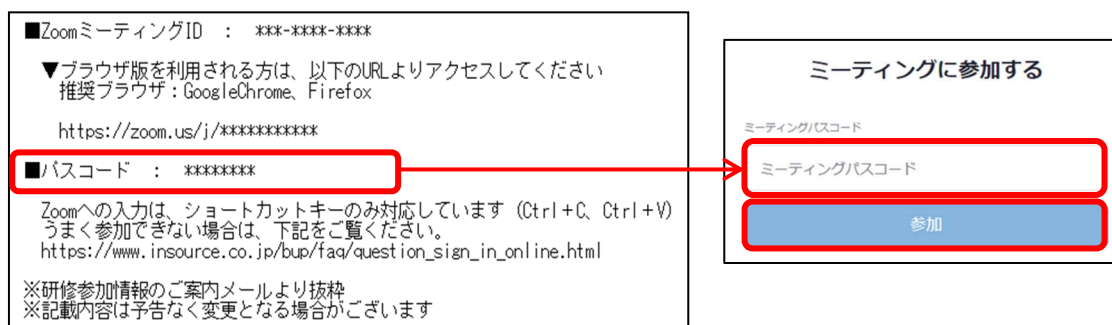 ■ZoomミーティングID ： ***-****-****
▼ブラウザ版を利用される方は、以下のURLよりアクセスしてください
推奨ブラウザ：GoogleChrome、Firefox
https://zoom.us/j/***********
■パスコード ： ********
Zoomへの入力は、ショートカットキーのみ対応しています (Ctrl+C、Ctrl+V)
うまく参加できない場合は、下記をご覧ください。
https://www.insource.co.jp/bup/faq/question_sign_in_online.html
※研修参加情報のご案内メールより抜粋
※記載内容は予告なく変更となる場合がございます
ミーティングに参加する
ミーティングパスコード
ミーティングパスコード
参加